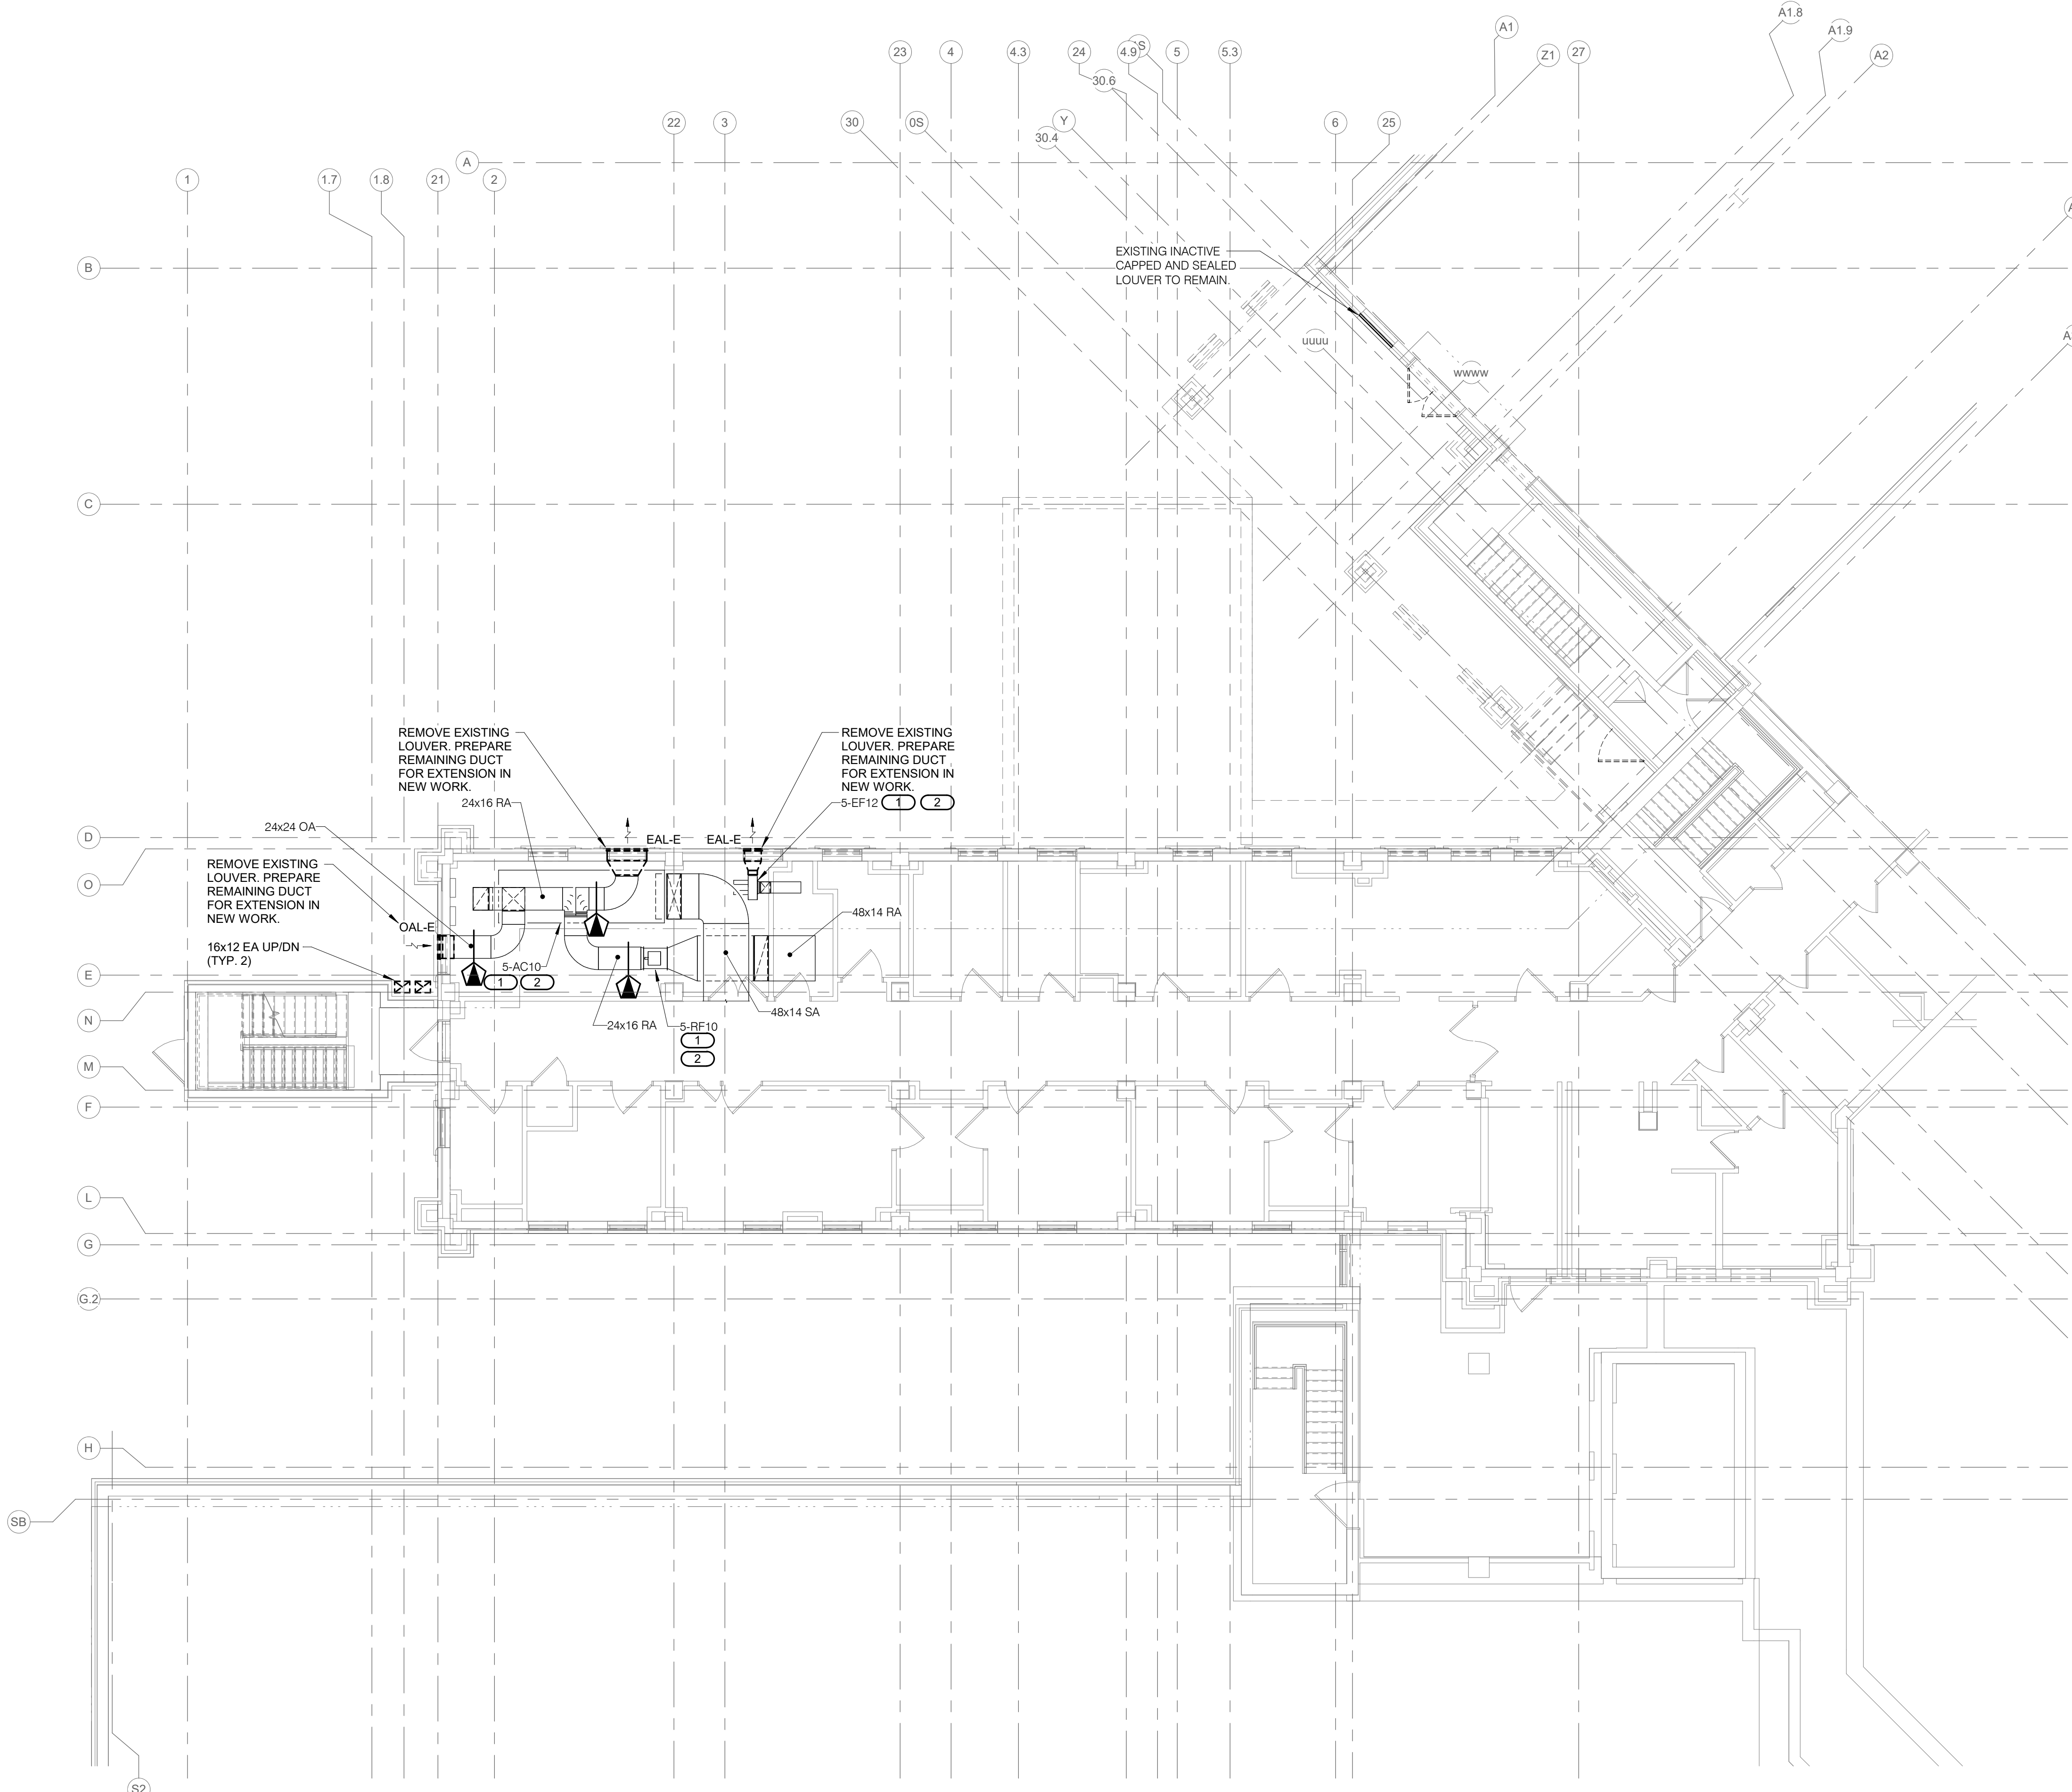 A1.8
A1.9
A1
Z1
A2
23
4
4.3
24
4.9
5
5.3
27
30.6
22
3
30
0S
30.4
Y
6
25
A
1
1.7
1.8
21
2
B
EXISTING INACTIVE
CAPPED AND SEALED
LOUVER TO REMAIN.
uuuu
wwww
C
REMOVE EXISTING
LOUVER. PREPARE
REMAINING DUCT
FOR EXTENSION IN
NEW WORK.
24x16 RA
REMOVE EXISTING
LOUVER. PREPARE
REMAINING DUCT
FOR EXTENSION IN
NEW WORK.
5-EF12 1 2
24x24 OA
D
EAL-E
EAL-E
REMOVE EXISTING
LOUVER. PREPARE
REMAINING DUCT
FOR EXTENSION IN
NEW WORK.
O
OAL-E
48x14 RA
16x12 EA UP/DN
(TYP. 2)
E
5-AC10
1 2
N
48x14 SA
24x16 RA
5-RF10
1
2
M
F
L
G
G.2
H
SB
S2